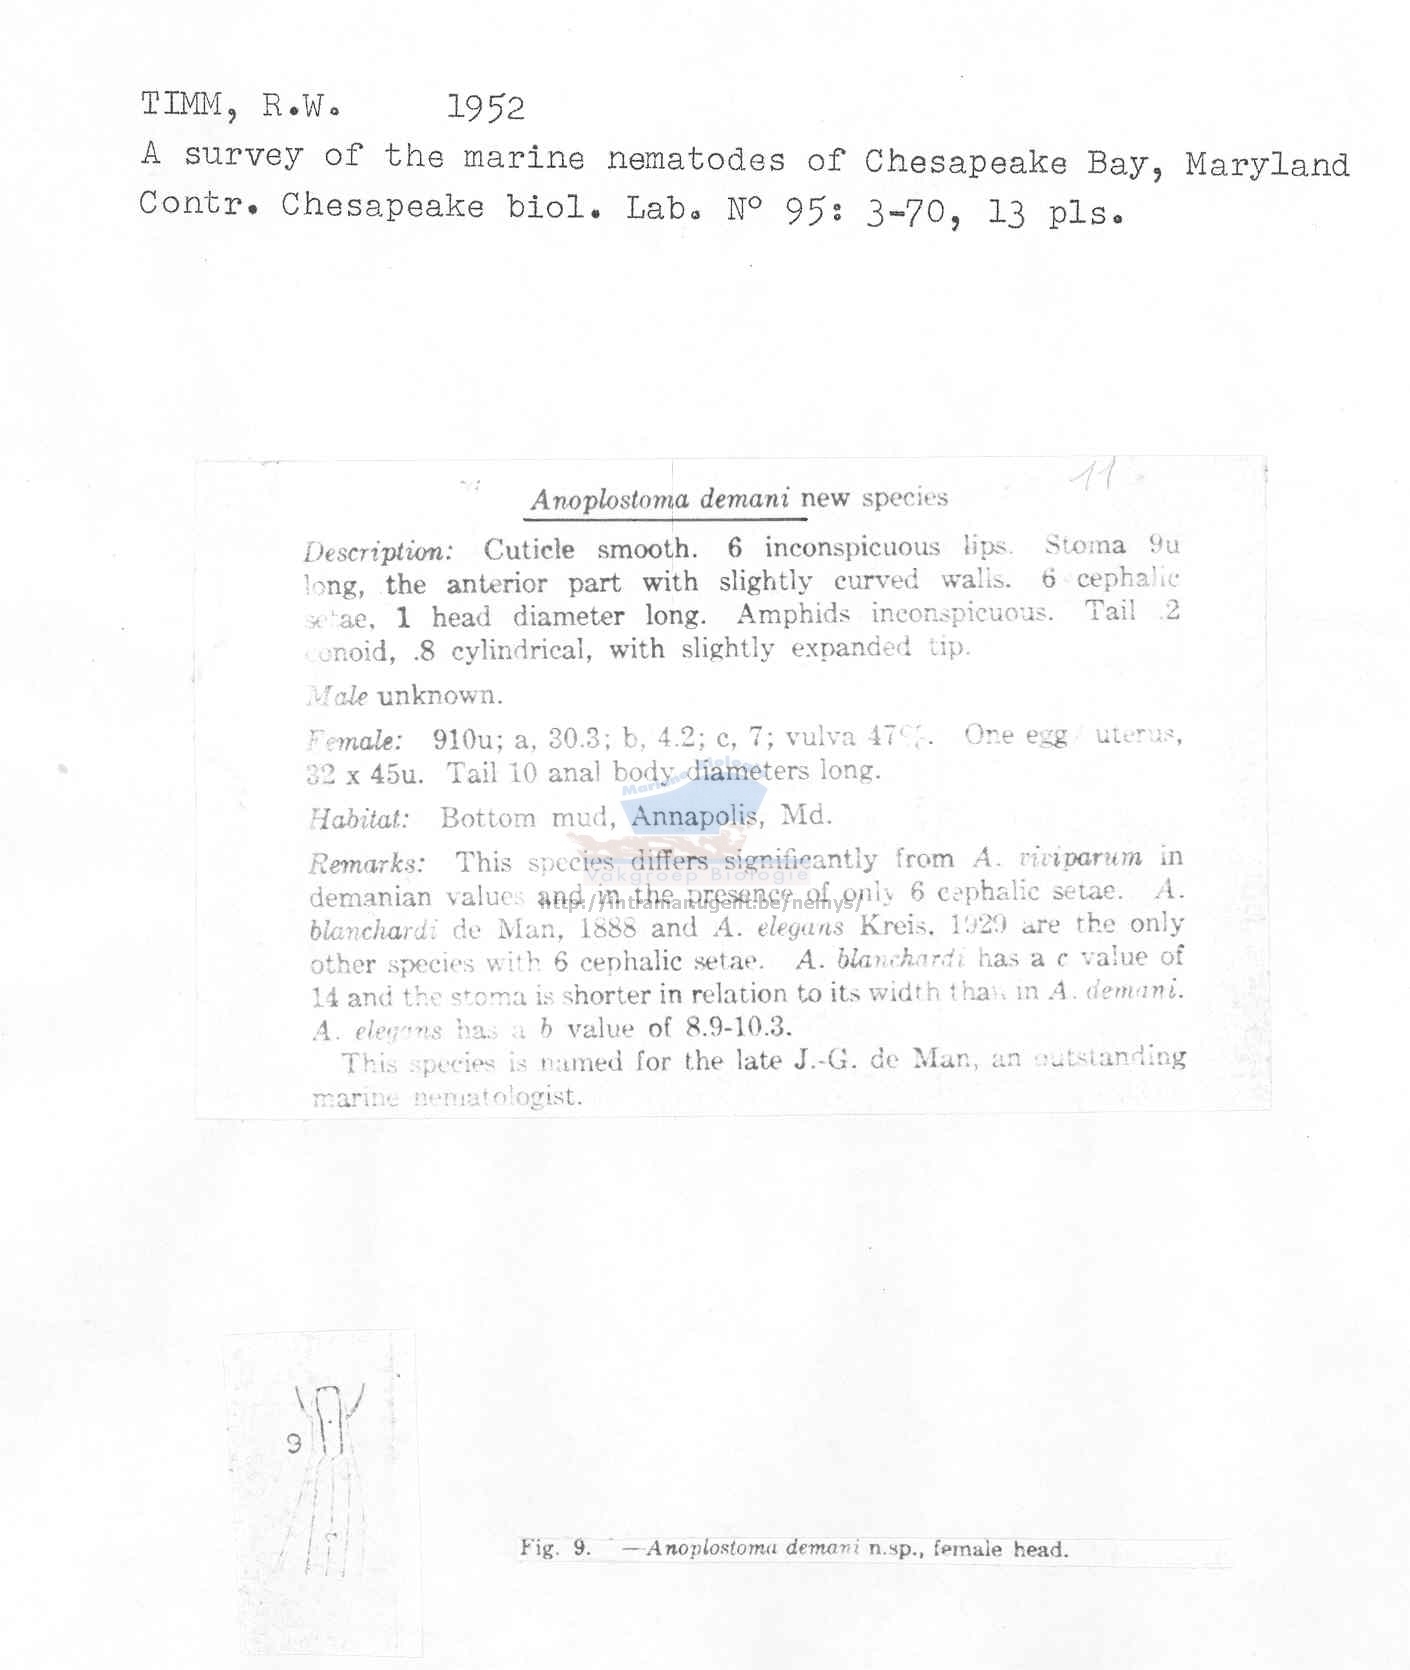 TIMM, R.W. 1952
A survey of the marine nematodes of Chesapeake Bay, Maryland
Contr. Chesapeake biol. Lab. Nº 95: 3-70, 13 pls.
11
Anoplostoma demani new species
Description: Cuticle smooth. 6 inconspicuous lips. Stoma 9u
long, the anterior part with slightly curved walls. 6 cephalic
setae, 1 head diameter long. Amphids inconspicuous. Tail .2
conoid, .8 cylindrical, with slightly expanded tip.
Male unknown.
Female: 910u; a, 30.3; b, 4.2; c, 7; vulva 47%. One egg uterus,
32 x 45u. Tail 10 anal body diameters long.
Marine Biology
Habitat: Bottom mud, Annapolis, Md.
Remarks: This species differs significantly from A. viviparum in
Vakgroep Biologie
demanian values and in the presence of only 6 cephalic setae. A.
http://intramar.ugent.be/nemys/
blanchardi de Man, 1888 and A. elegans Kreis, 1929 are the only
other species with 6 cephalic setae. A. blanchardi has a c value of
14 and the stoma is shorter in relation to its width than in A. demani.
A. elegans has a b value of 8.9-10.3.
This species is named for the late J.-G. de Man, an outstanding
marine nematologist.
9
Fig. 9. —Anoplostoma demani n.sp., female head.